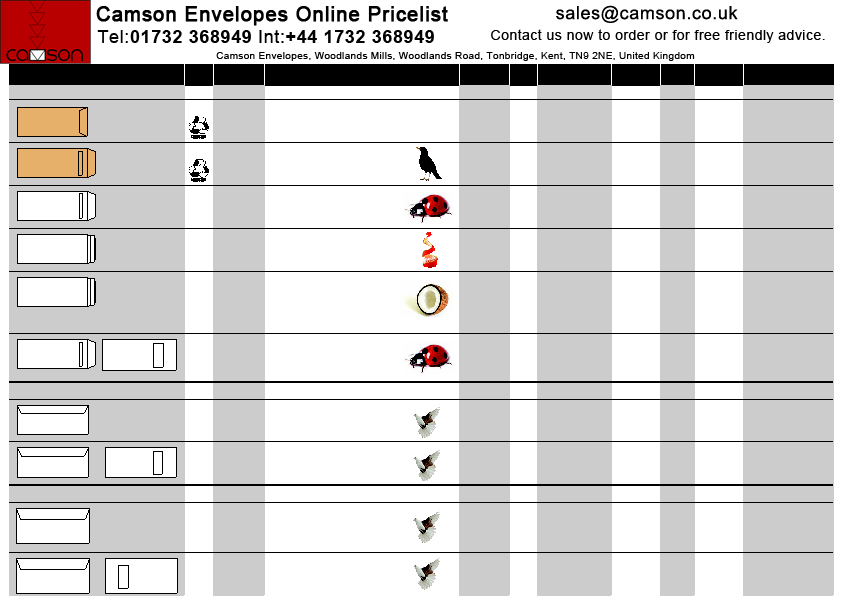 Camson Envelopes Online Pricelist
sales@camson.co.uk
Tel:01732 368949 Int:+44 1732 368949
Contact us now to order or for free friendly advice.
camson
Camson Envelopes, Woodlands Mills, Woodlands Road, Tonbridge, Kent, TN9 2NE, United Kingdom